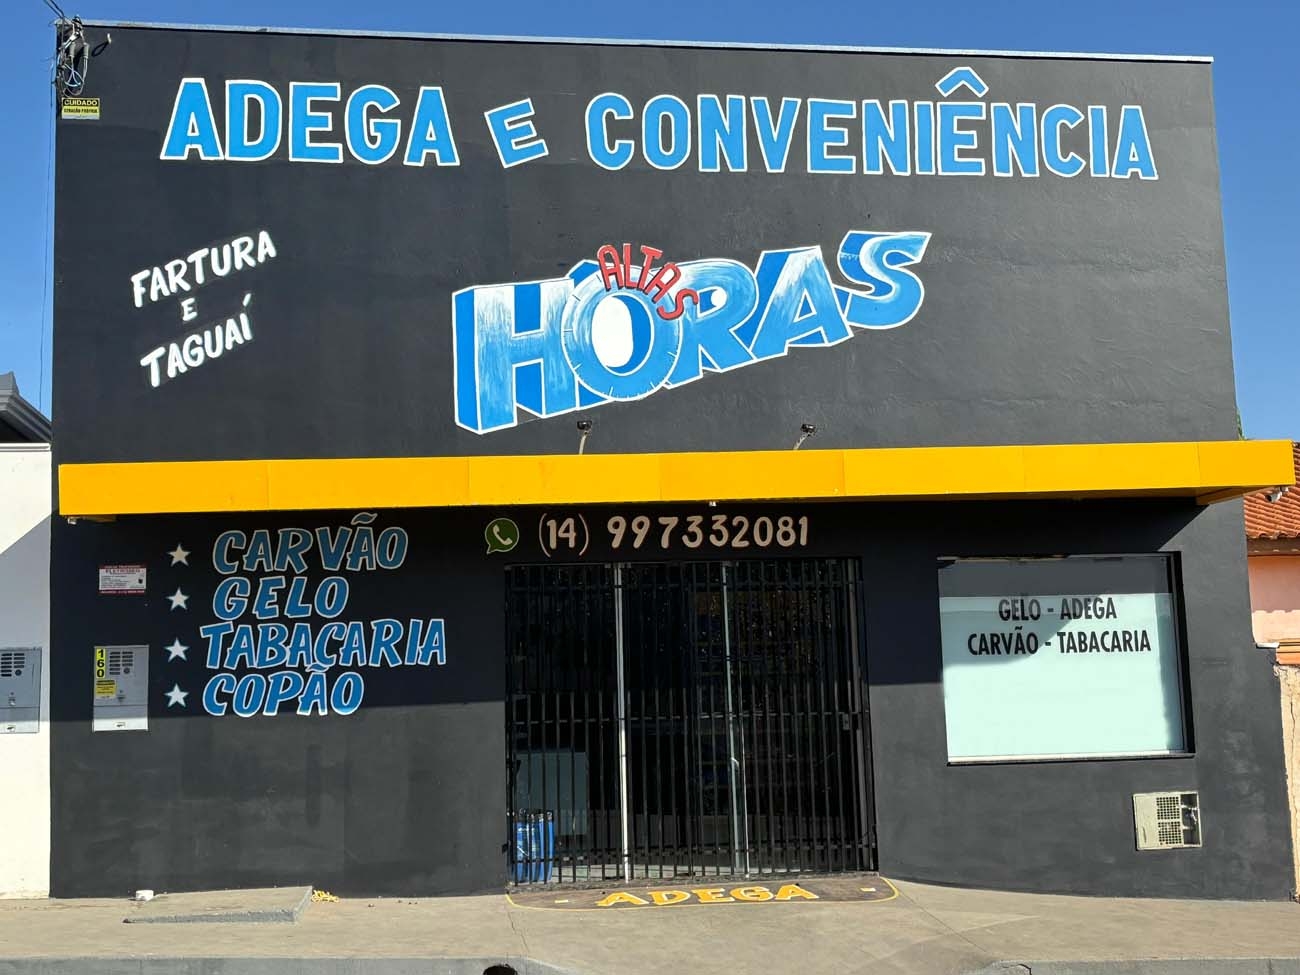 ADEGA E CONVENIÊNCIA
CUIDADO
FARTURA
E
TAGUAÍ
ALTAS
HORAS
CARVÃO
GELO
TABACARIA
COPÃO
(14) 997332081
160
GELO - ADEGA
CARVÃO - TABACARIA
- ADEGA -